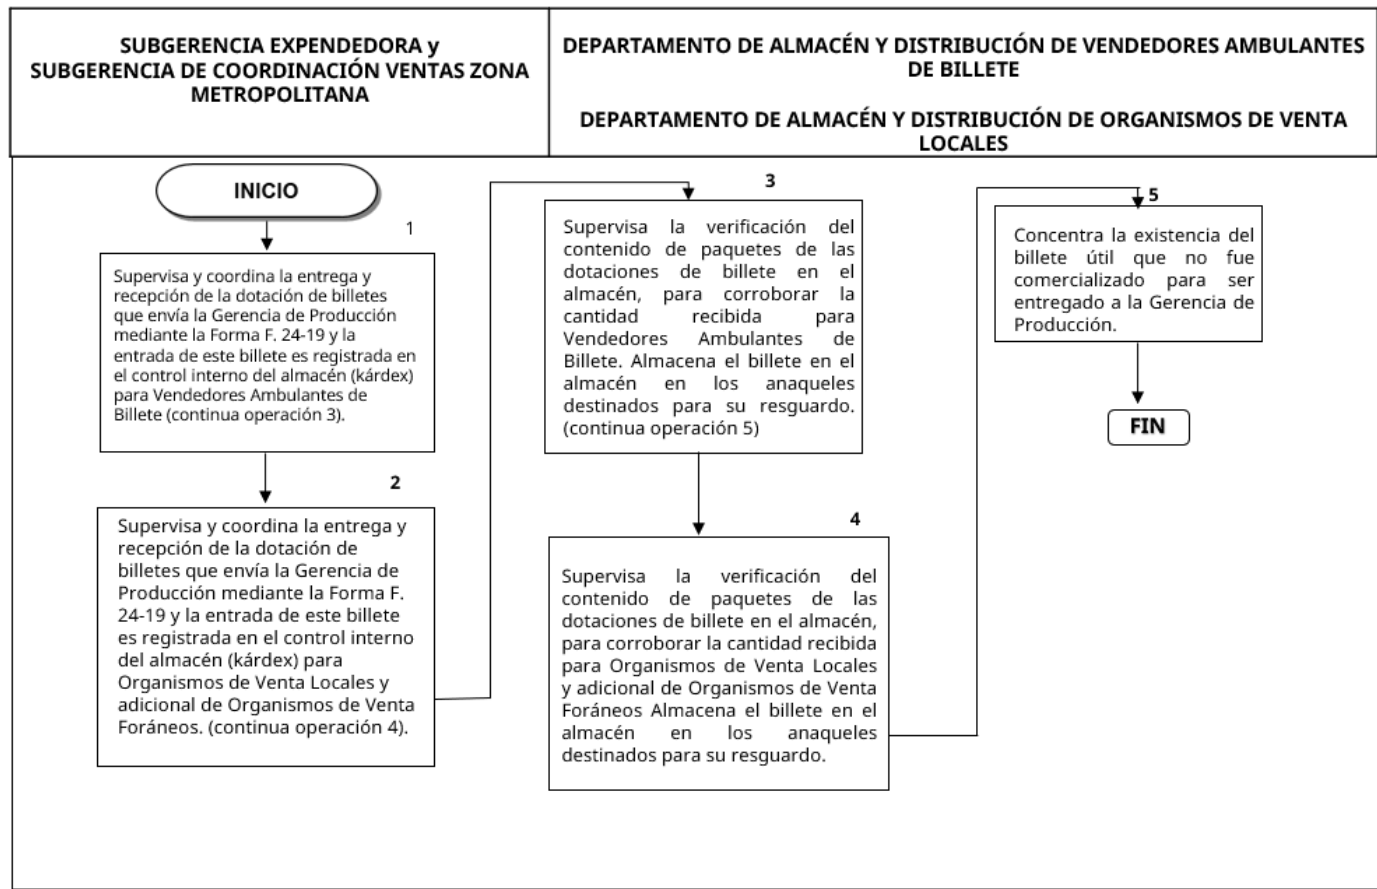 SUBGERENCIA EXPENDEDORA y
SUBGERENCIA DE COORDINACIÓN VENTAS ZONA
METROPOLITANA
DEPARTAMENTO DE ALMACÉN Y DISTRIBUCIÓN DE VENDEDORES AMBULANTES
DE BILLETE
DEPARTAMENTO DE ALMACÉN Y DISTRIBUCIÓN DE ORGANISMOS DE VENTA
LOCALES
INICIO
1
Supervisa y coordina la entrega y
recepción de la dotación de billetes
que envía la Gerencia de Producción
mediante la Forma F. 24-19 y la
entrada de este billete es registrada en
el control interno del almacén (kárdex)
para Vendedores Ambulantes de
Billete (continua operación 3).
2
Supervisa y coordina la entrega y
recepción de la dotación de
billetes que envía la Gerencia de
Producción mediante la Forma F.
24-19 y la entrada de este billete
es registrada en el control interno
del almacén (kárdex) para
Organismos de Venta Locales y
adicional de Organismos de Venta
Foráneos. (continua operación 4).
3
Supervisa la verificación del
contenido de paquetes de las
dotaciones de billete en el
almacén, para corroborar la
cantidad recibida para
Vendedores Ambulantes de
Billete. Almacena el billete en el
almacén en los anaqueles
destinados para su resguardo.
(continua operación 5)
4
Supervisa la verificación del
contenido de paquetes de las
dotaciones de billete en el almacén,
para corroborar la cantidad recibida
para Organismos de Venta Locales
y adicional de Organismos de Venta
Foráneos Almacena el billete en el
almacén en los anaqueles
destinados para su resguardo.
5
Concentra la existencia del
billete útil que no fue
comercializado para ser
entregado a la Gerencia de
Producción.
FIN